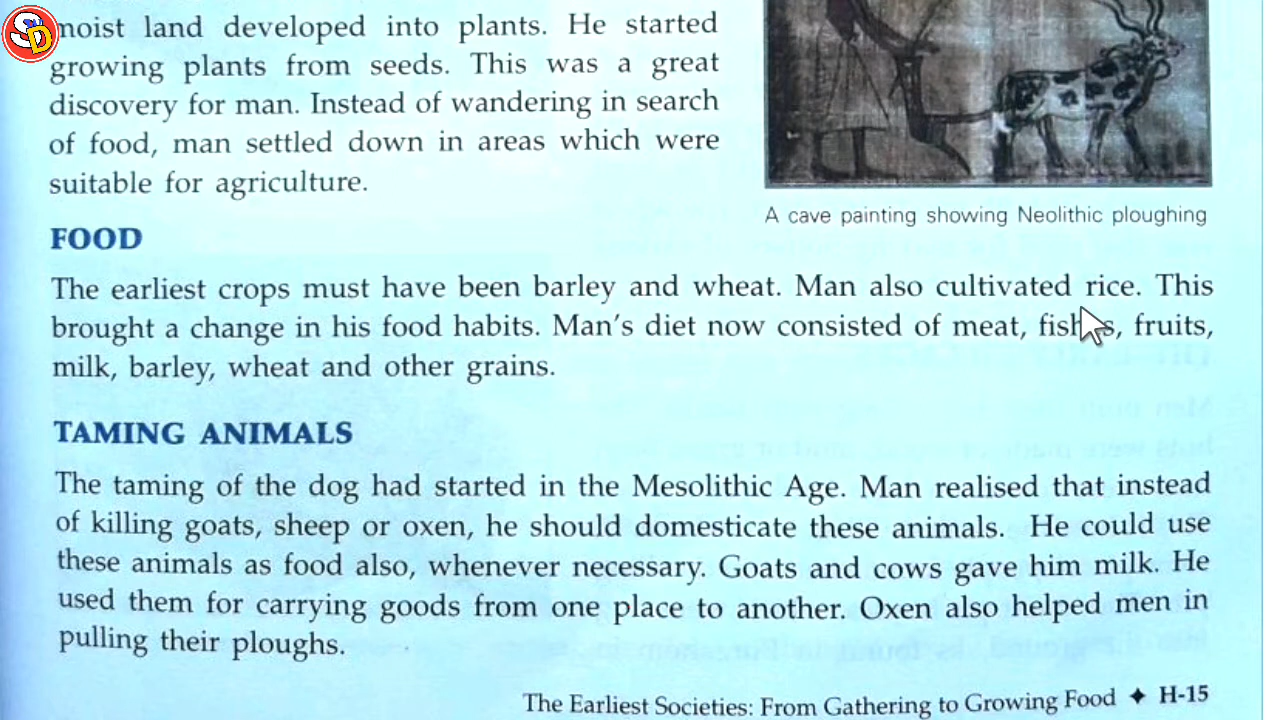 SD
moist land developed into plants. He started
growing plants from seeds. This was a great
discovery for man. Instead of wandering in search
of food, man settled down in areas which were
suitable for agriculture.
A cave painting showing Neolithic ploughing
FOOD
The earliest crops must have been barley and wheat. Man also cultivated rice. This
brought a change in his food habits. Man's diet now consisted of meat, fishes, fruits,
milk, barley, wheat and other grains.
TAMING ANIMALS
The taming of the dog had started in the Mesolithic Age. Man realised that instead
of killing goats, sheep or oxen, he should domesticate these animals. He could use
these animals as food also, whenever necessary. Goats and cows gave him milk. He
used them for carrying goods from one place to another. Oxen also helped men in
pulling their ploughs.
The Earliest Societies: From Gathering to Growing Food ✦ H-15